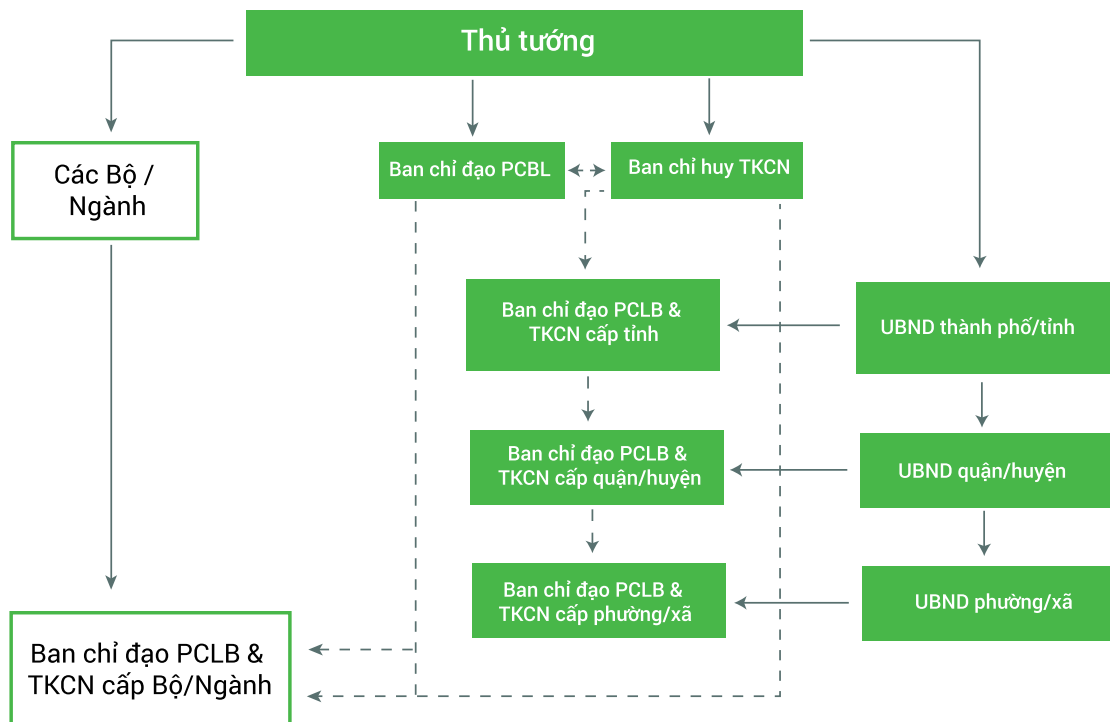 Thủ tướng
Các Bộ /
Ngành
Ban chỉ đạo PCBL
Ban chỉ huy TKCN
Ban chỉ đạo PCLB &
TKCN cấp tỉnh
UBND thành phố/tỉnh
Ban chỉ đạo PCLB &
TKCN cấp quận/huyện
UBND quận/huyện
Ban chỉ đạo PCLB &
TKCN cấp phường/xã
UBND phường/xã
Ban chỉ đạo PCLB &
TKCN cấp Bộ/Ngành